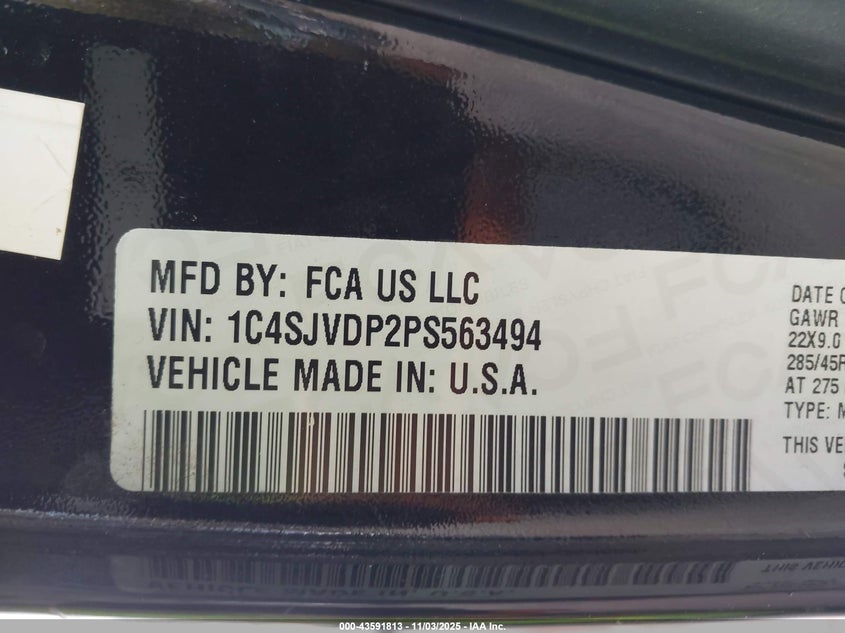 MFD BY: FCA US LLC
VIN: 1C4SJVDP2PS563494
VEHICLE MADE IN: U.S.A.
DATE O
GAWR
22X9.0
285/45R
AT 275
TYPE: M
THIS VE
000-43591813 - 11/03/2025 - IAA Inc.